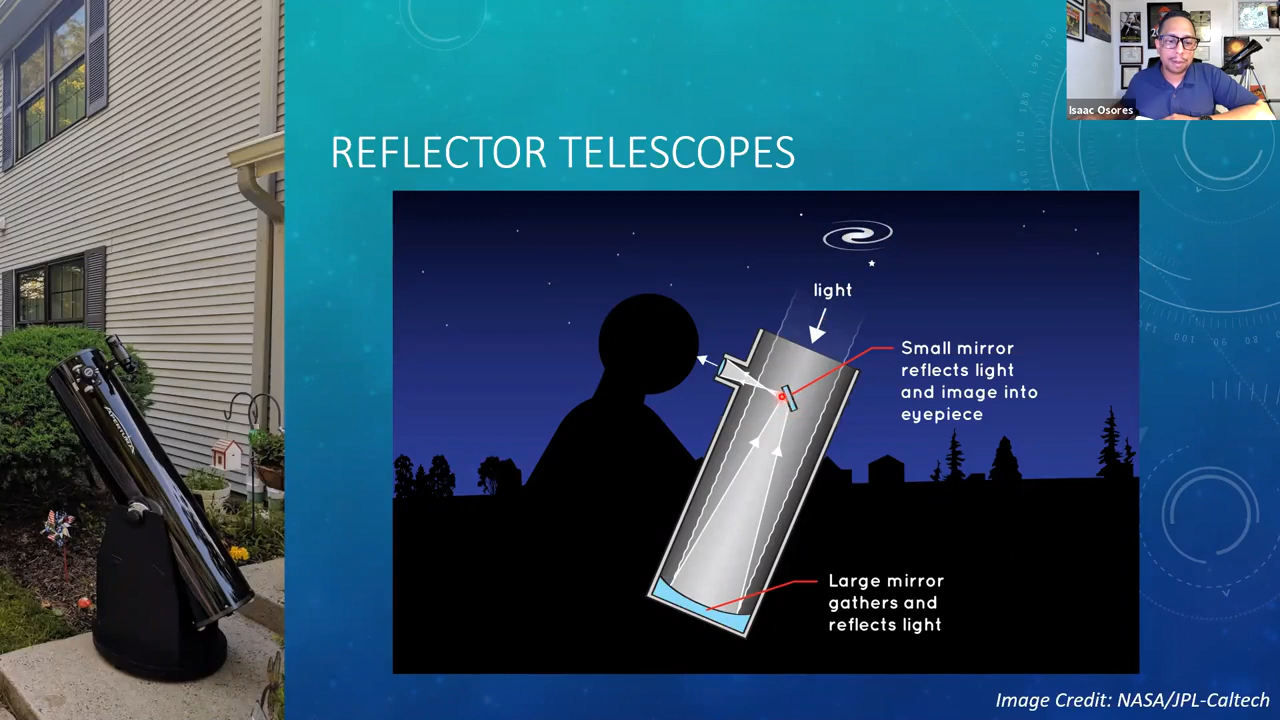 Isaac Osores
REFLECTOR TELESCOPES
light
Small mirror
reflects light
and image into
eyepiece
Large mirror
gathers and
reflects light
Image Credit: NASA/JPL-Caltech